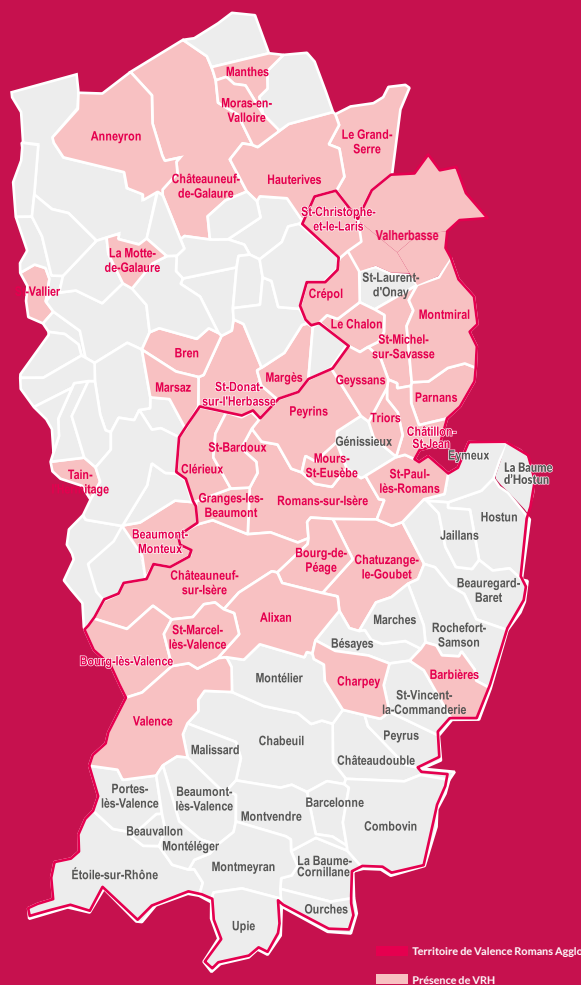 Manthes
Moras-en-
Valloire
Anneyron
Le Grand-
Serre
Châteauneuf-
de-Galaure
Hauterives
St-Christophe-
et-le-Laris
Valherbasse
La Motte-
de-Galaure
St-Laurent-
d'Onay
-Vallier
Crépol
Montmiral
Le Chalon
St-Michel-
sur-Savasse
Bren
Margès
Geyssans
Marsaz
St-Donat-
sur-l'Herbasse
Parnans
Peyrins
Triors
Châtillon-
St-Jean
Génissieux
St-Bardoux
Eymeux
Mours-
St-Eusèbe
Clérieux
La Baume
d'Hostun
Tain-
itage
St-Paul-
lès-Romans
Granges-les-
Beaumont
Romans-sur-Isère
Hostun
Beaumont-
Monteux
Jaillans
Bourg-de-
Péage
Chatuzange-
le-Goubet
Châteauneuf-
sur-Isère
Beauregard-
Baret
Alixan
Marches
St-Marcel-
lès-Valence
Rochefort-
Samson
Bésayes
Bourg-lès-Valence
Montélier
Charpey
Barbières
St-Vincent-
la-Commanderie
Valence
Peyrus
Chabeuil
Malissard
Châteaudouble
Portes-
lès-Valence
Beaumont-
lès-Valence
Barcelonne
Montvendre
Combovin
Beauvallon
Montéléger
Montmeyran
La Baume-
Cornillane
Étoile-sur-Rhône
Ourches
Upie
Territoire de Valence Romans Agglo
Présence de VRH